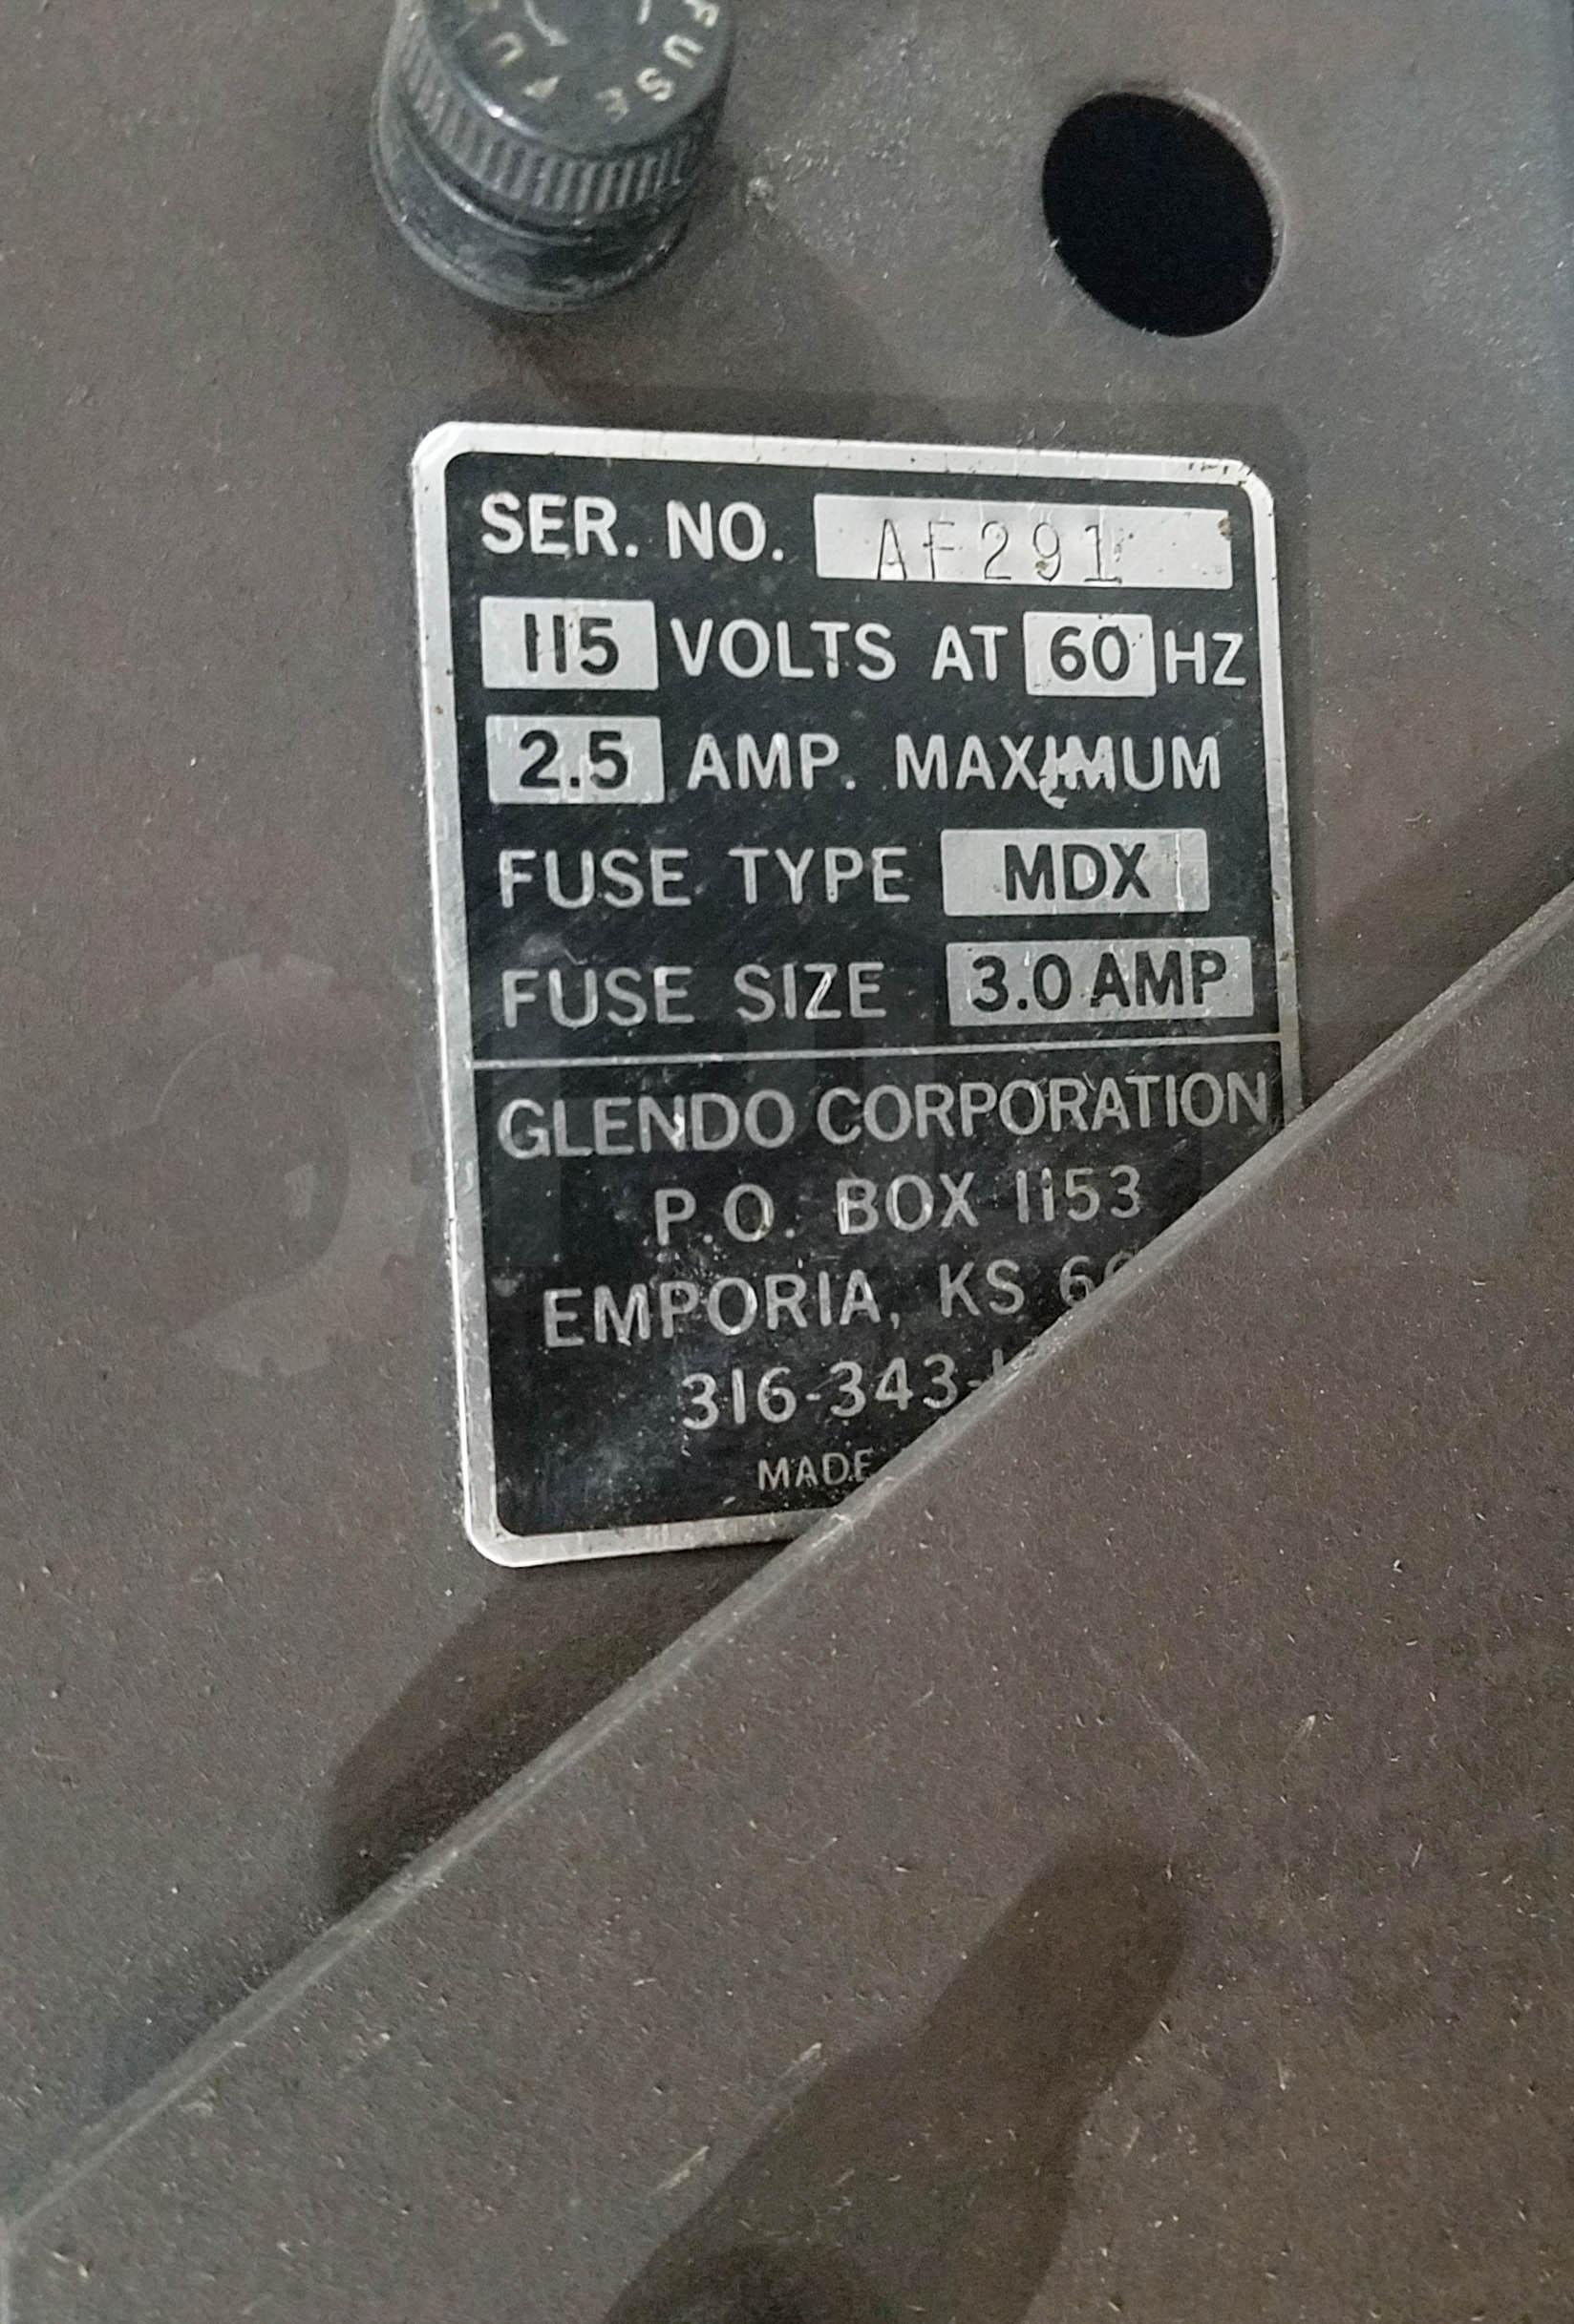 FUSE FU
SER. NO. AF291
115 VOLTS AT 60 HZ
2.5 AMP. MAXIMUM
FUSE TYPE MDX
FUSE SIZE 3.0 AMP
GLENDO CORPORATION
P.O. BOX 1153
EMPORIA, KS
316-343-
MADE